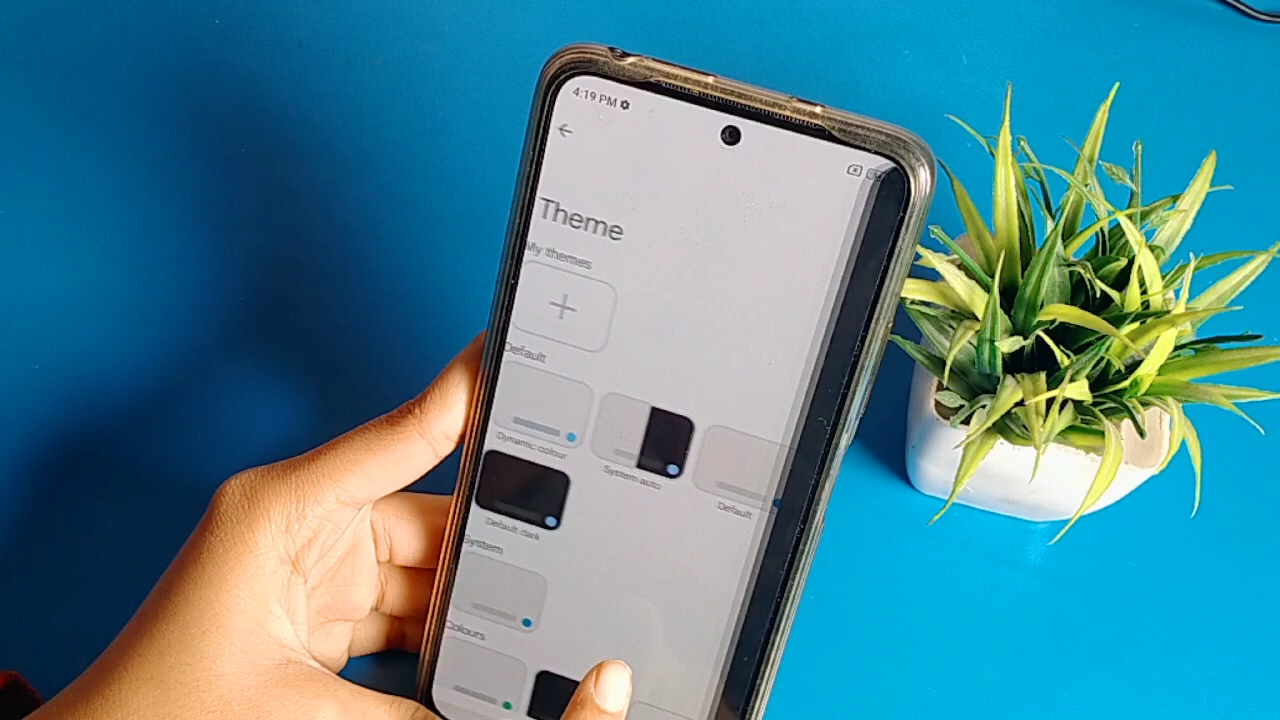 4:19 PM
Theme
My themes
Default
Dynamic colour
System auto
Default
Default dark
System
Colours